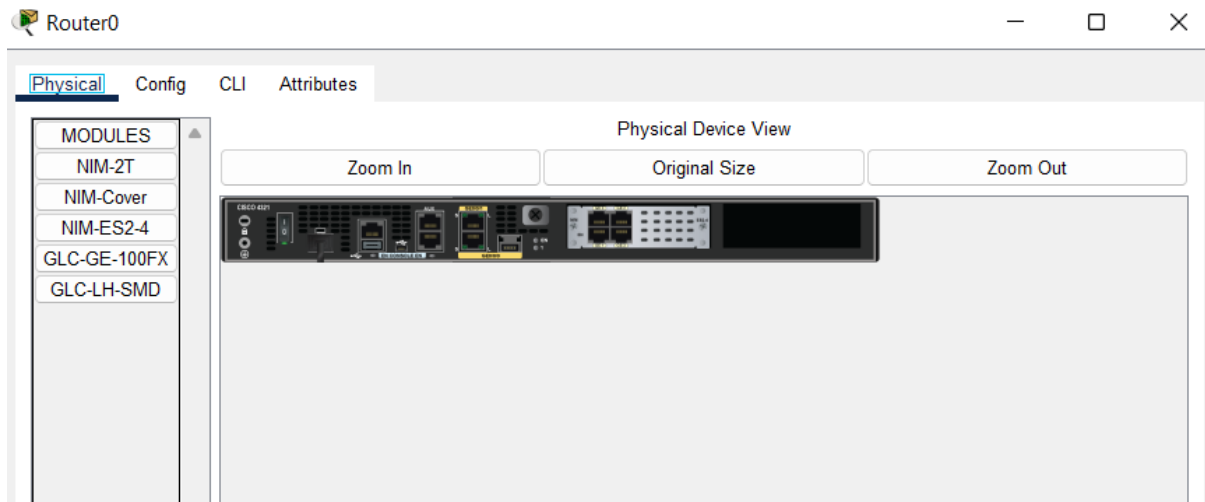 Router0
Physical Config CLI Attributes
MODULES
NIM-2T
NIM-Cover
NIM-ES2-4
GLC-GE-100FX
GLC-LH-SMD
Physical Device View
Zoom In Original Size Zoom Out
CISCO 4321
AUX